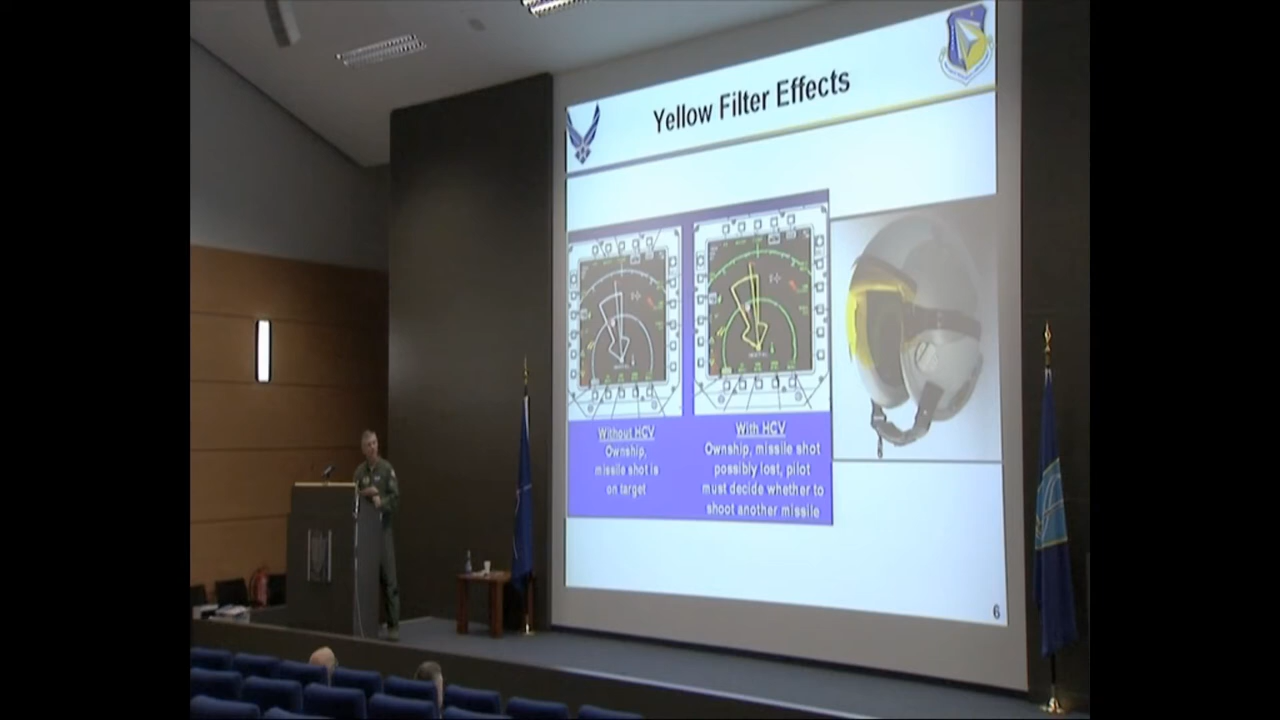 Yellow Filter Effects
Without HCV
Ownship,
missile shot is
on target
With HCV
Ownship, missile shot
possibly lost, pilot
must decide whether to
shoot another missile
6